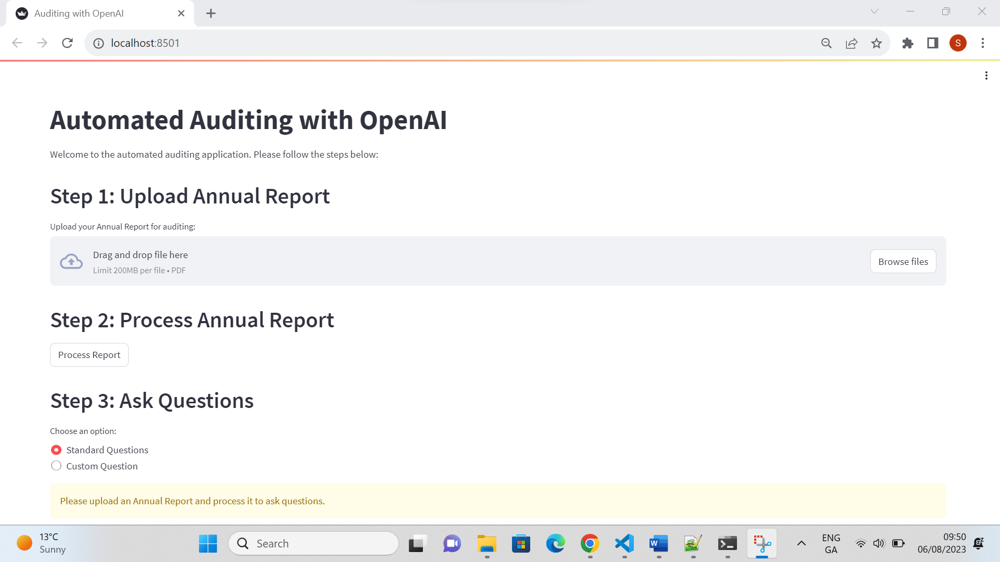 Auditing with OpenAI
localhost:8501
S
Automated Auditing with OpenAI
Welcome to the automated auditing application. Please follow the steps below:
Step 1: Upload Annual Report
Upload your Annual Report for auditing:
Drag and drop file here
Limit 200MB per file • PDF
Browse files
Step 2: Process Annual Report
Process Report
Step 3: Ask Questions
Choose an option:
Standard Questions
Custom Question
Please upload an Annual Report and process it to ask questions.
13°C
Sunny
Search
W
ENG
GA
09:50
06/08/2023